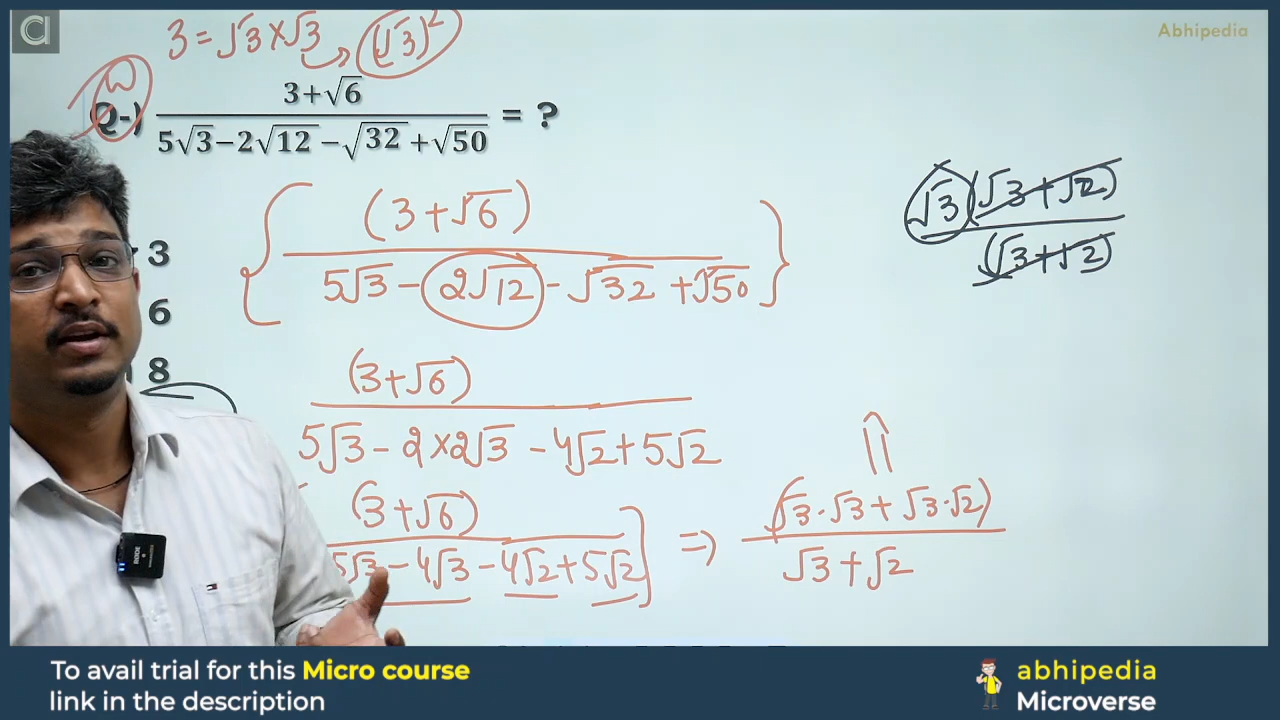 a
Abhipedia
3 = √3 × √3 → (√3)²
Q-) (3+√6)/(5√3−2√12 −√32 +√50) = ?
3
6
8
{ (3+√6) / (5√3 − 2√12 − √32 + √50) }
(3+√6) / (5√3 − 2×2√3 − 4√2 + 5√2)
(3+√6) / (5√3 − 4√3 − 4√2 + 5√2) ] ⇒ (√3·√3 + √3·√2) / (√3+√2)
√3 (√3+√2) / (√3+√2)
To avail trial for this Micro course
link in the description
abhipedia
Microverse